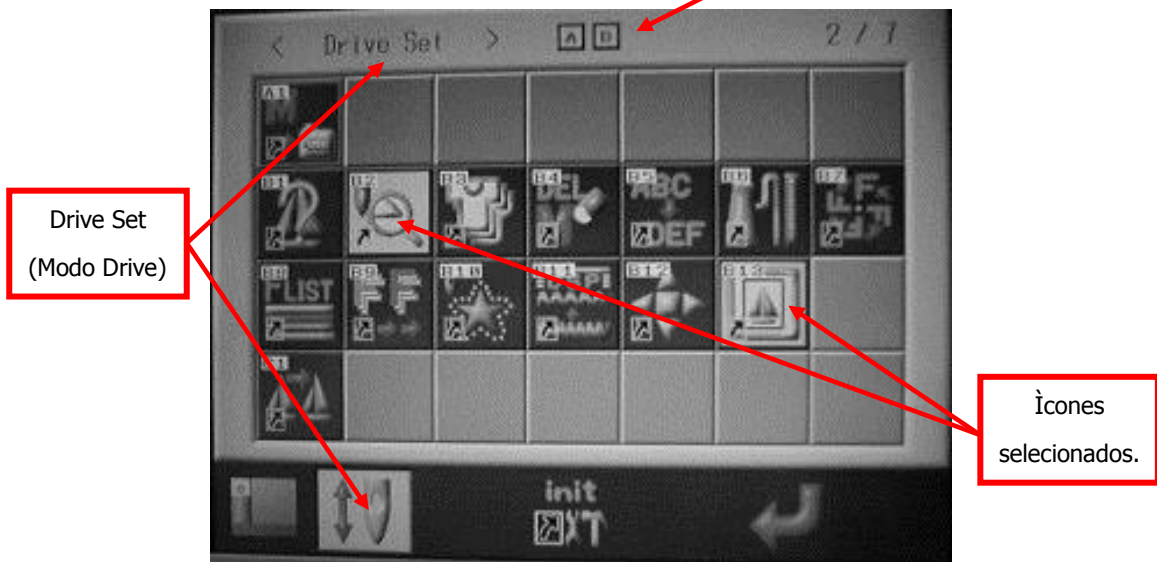 < Drive Set > A B 2 / 7
A1
B1 B2 B3 B4 B5 B6 B7
DEL ABC
DEF
B8 B9 B10 B11 B12 B13
FLIST
C1
init
Drive Set
(Modo Drive)
Ìcones
selecionados.